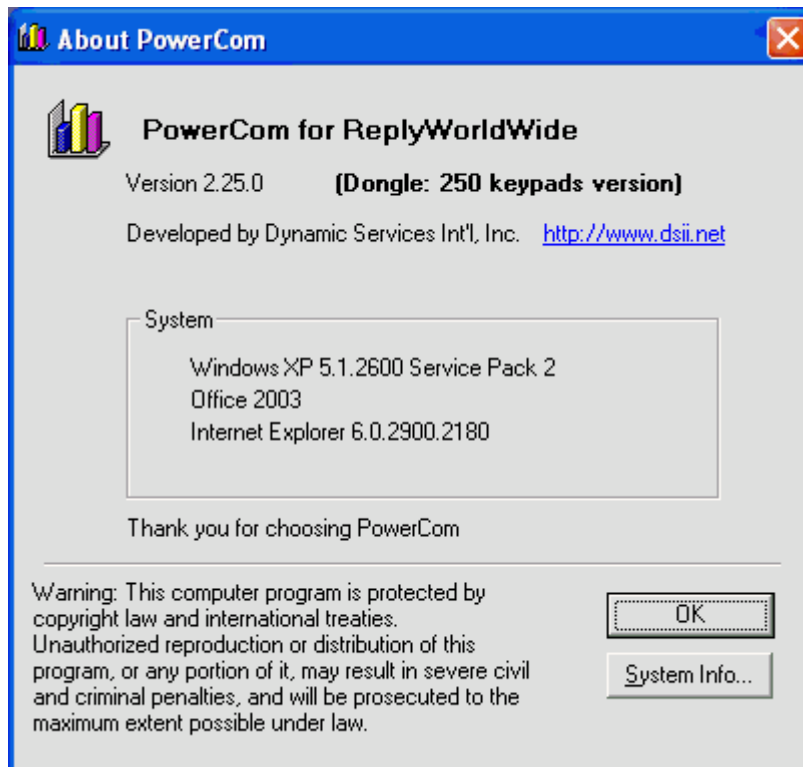 About PowerCom
PowerCom for ReplyWorldWide
Version 2.25.0 (Dongle: 250 keypads version)
Developed by Dynamic Services Int'l, Inc. http://www.dsii.net
System
Windows XP 5.1.2600 Service Pack 2
Office 2003
Internet Explorer 6.0.2900.2180
Thank you for choosing PowerCom
Warning: This computer program is protected by
copyright law and international treaties.
Unauthorized reproduction or distribution of this
program, or any portion of it, may result in severe civil
and criminal penalties, and will be prosecuted to the
maximum extent possible under law.
OK
System Info...